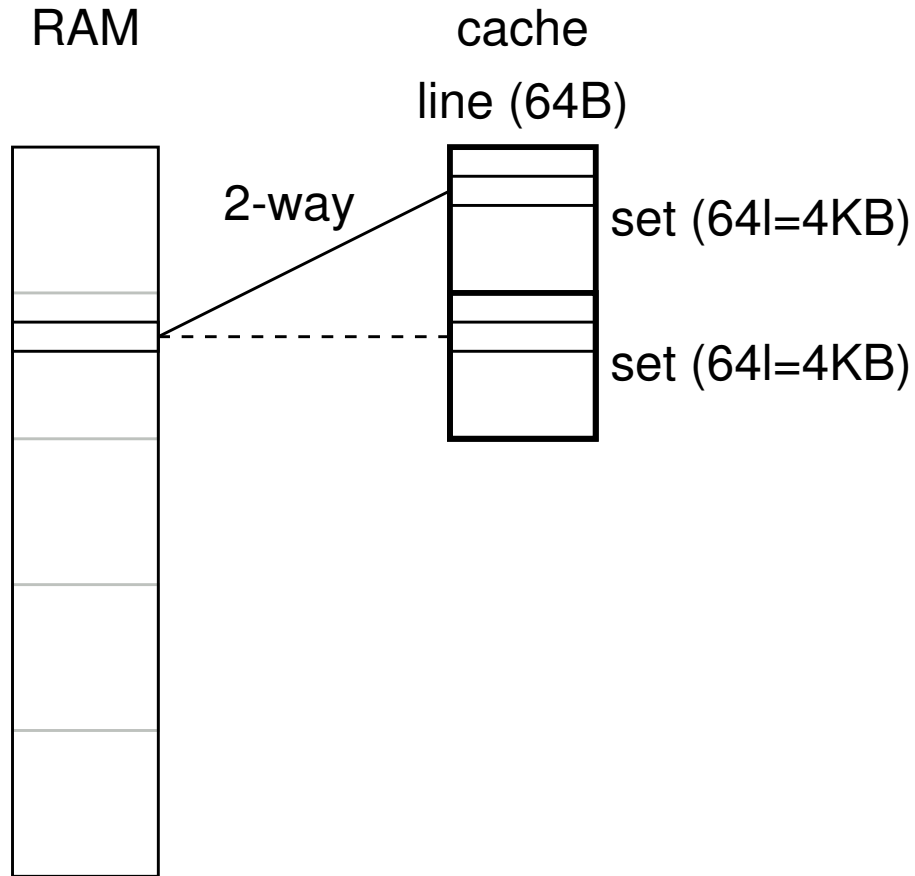 RAM
cache
line (64B)
2-way
set (64l=4KB)
set (64l=4KB)